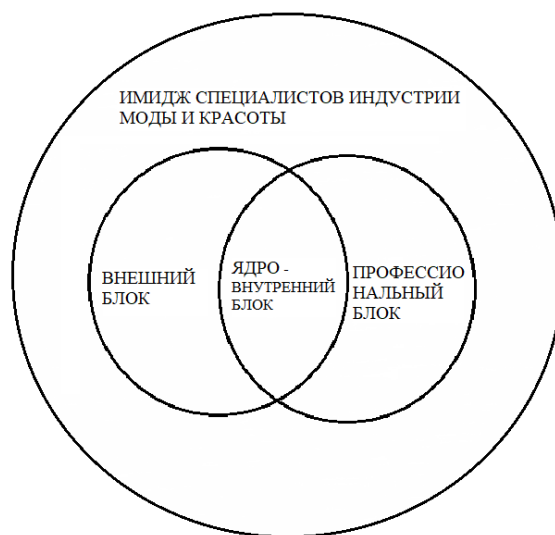 ИМИДЖ СПЕЦИАЛИСТОВ ИНДУСТРИИ
МОДЫ И КРАСОТЫ
ВНЕШНИЙ
БЛОК
ЯДРО -
ВНУТРЕННИЙ
БЛОК
ПРОФЕССИО
НАЛЬНЫЙ
БЛОК